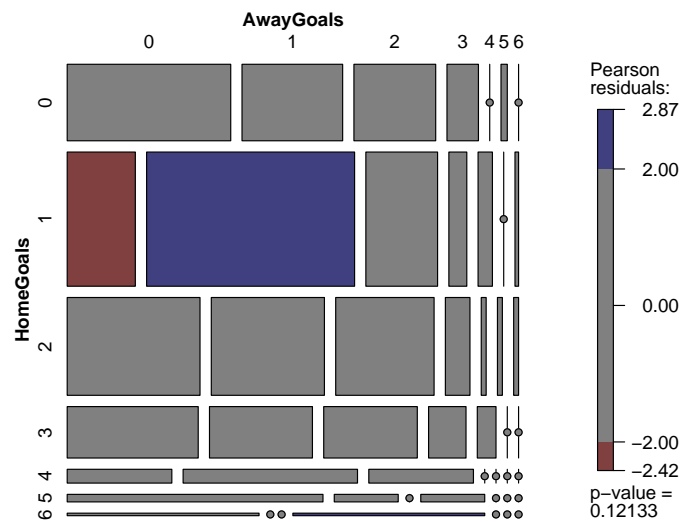 AwayGoals
0 1 2 3 4 5 6
HomeGoals
0
1
2
3
4
5
6
Pearson
residuals:
2.87
2.00
0.00
−2.00
−2.42
p-value =
0.12133